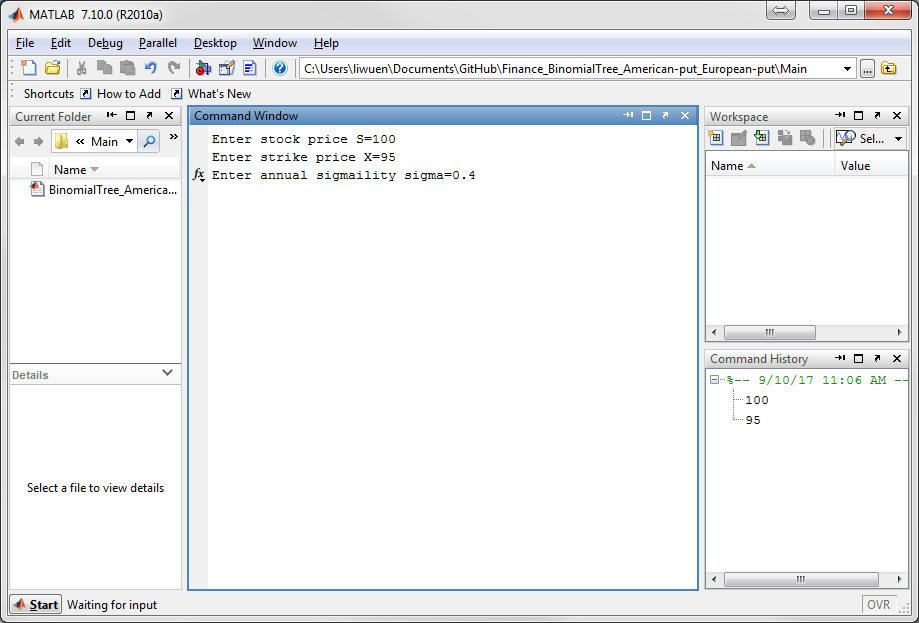 MATLAB 7.10.0 (R2010a)
File Edit Debug Parallel Desktop Window Help
C:\Users\liwuen\Documents\GitHub\Finance_BinomialTree_American-put_European-put\Main
...
Shortcuts How to Add What's New
Current Folder
« Main »
Name
BinomialTree_America...
Details
Select a file to view details
Command Window
Enter stock price S=100
Enter strike price X=95
fx Enter annual sigmaility sigma=0.4
Workspace
Sel...
Name Value
Command History
%-- 9/10/17 11:06 AM --
100
95
Start Waiting for input
OVR